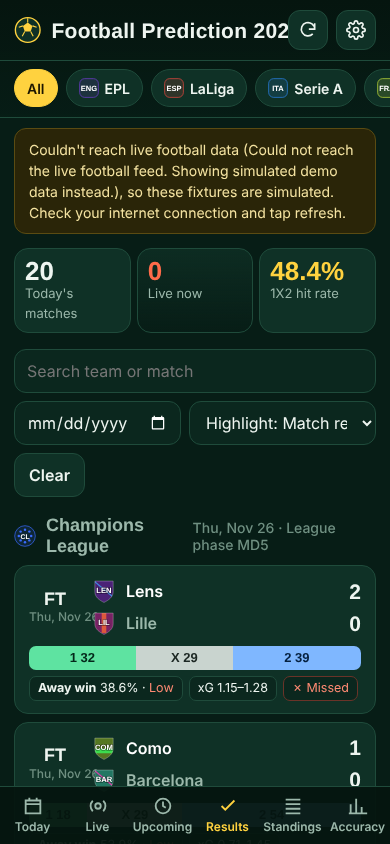 Football Prediction 202
All
ENG EPL
ESP LaLiga
ITA Serie A
FR
Couldn't reach live football data (Could not reach
the live football feed. Showing simulated demo
data instead.), so these fixtures are simulated.
Check your internet connection and tap refresh.
20
Today's
matches
0
Live now
48.4%
1X2 hit rate
Search team or match
mm/dd/yyyy
Highlight: Match re
Clear
CL
Champions
League
Thu, Nov 26 · League
phase MD5
FT
Thu, Nov 26
LEN Lens 2
LIL Lille 0
1 32
X 29
2 39
Away win 38.6% · Low
xG 1.15–1.28
× Missed
FT
Thu, Nov 26
COM Como 1
BAR Barcelona 0
Today
Live
Upcoming
Results
Standings
Accuracy